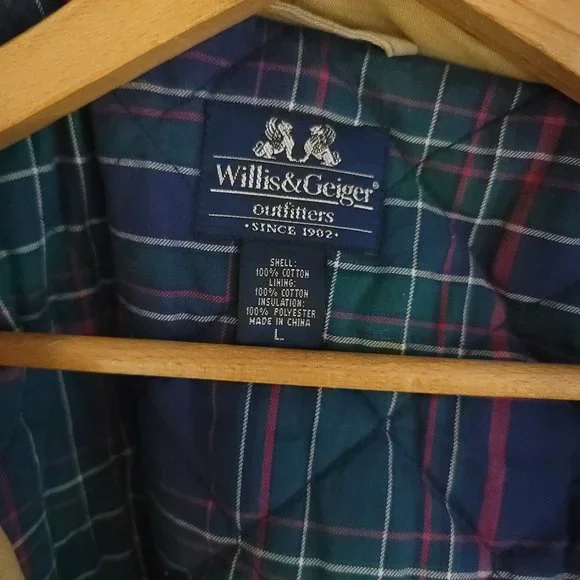 Willis&Geiger®
outfitters
• SINCE 1902 •
SHELL:
100% COTTON
LINING:
100% COTTON
INSULATION:
100% POLYESTER
MADE IN CHINA
L